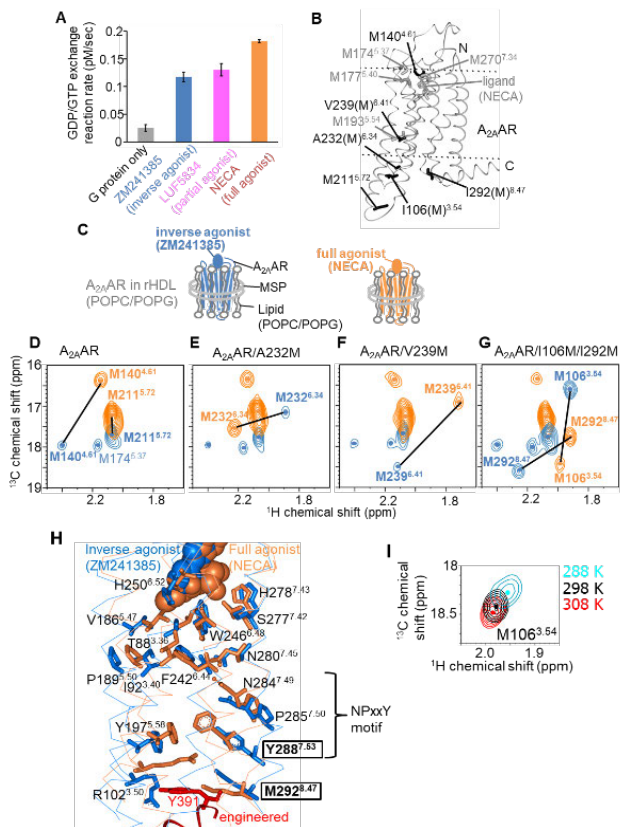 A
GDP/GTP exchange
reaction rate (pM/sec)
0.2
0.15
0.1
0.05
0
G protein only
ZM241385
(inverse agonist)
LUF5834
(partial agonist)
NECA
(full agonist)
B
M140^4.61
N
M174^5.37
M270^7.34
M177^5.40
ligand
(NECA)
V239(M)^6.41
M193^5.54
A_2AAR
A232(M)^6.34
C
M211^5.72
I292(M)^8.47
I106(M)^3.54
C
inverse agonist
(ZM241385)
full agonist
(NECA)
A_2AAR
A_2AAR in rHDL
(POPC/POPG)
MSP
Lipid
(POPC/POPG)
D
A_2AAR
E
A_2AAR/A232M
F
A_2AAR/V239M
G
A_2AAR/I106M/I292M
13C chemical shift (ppm)
16
17
18
19
M140^4.61
M211^5.72
M211^5.72
M140^4.61
M174^5.37
M232^6.34
M232^6.34
M239^6.41
M239^6.41
M106^3.54
M292^8.47
M292^8.47
M106^3.54
2.2 1.8
2.2 1.8
2.2 1.8
2.2 1.8
1H chemical shift (ppm)
H
Inverse agonist
(ZM241385)
Full agonist
(NECA)
H250^6.52
H278^7.43
V186^5.47
S277^7.42
T88^3.36
W246^6.48
N280^7.45
P189^5.50
I92^3.40
F242^6.44
N284^7.49
P285^7.50
NPxxY
motif
Y197^5.58
Y288^7.53
R102^3.50
Y391
M292^8.47
engineered
I
13C chemical
shift (ppm)
18
18.5
288 K
298 K
308 K
M106^3.54
2.0 1.9
1H chemical shift (ppm)